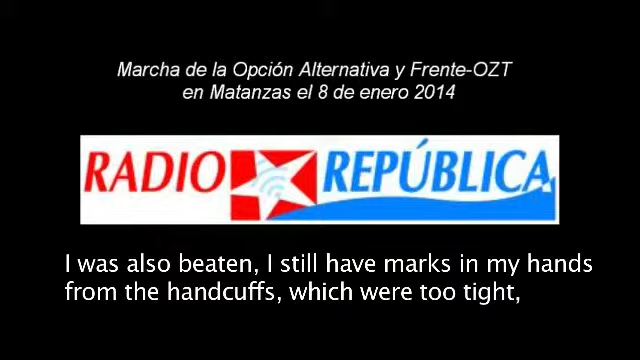 Marcha de la Opción Alternativa y Frente-OZT
en Matanzas el 8 de enero 2014
RADIO REPÚBLICA
I was also beaten, I still have marks in my hands
from the handcuffs, which were too tight,